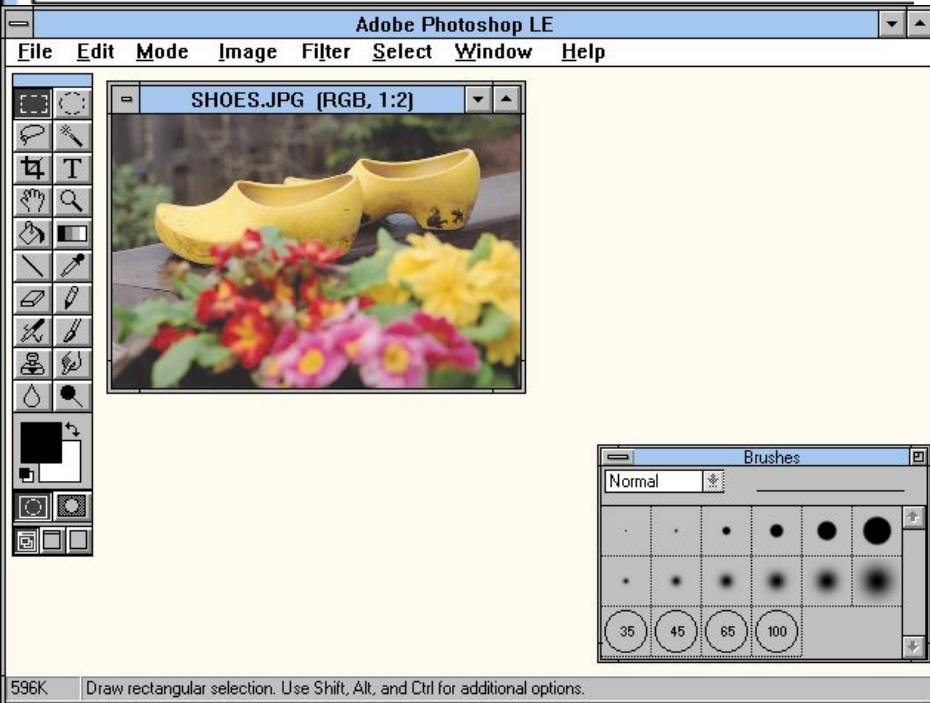 Adobe Photoshop LE
File Edit Mode Image Filter Select Window Help
SHOES.JPG (RGB, 1:2)
T
Brushes
Normal
35 45 65 100
596K Draw rectangular selection. Use Shift, Alt, and Ctrl for additional options.